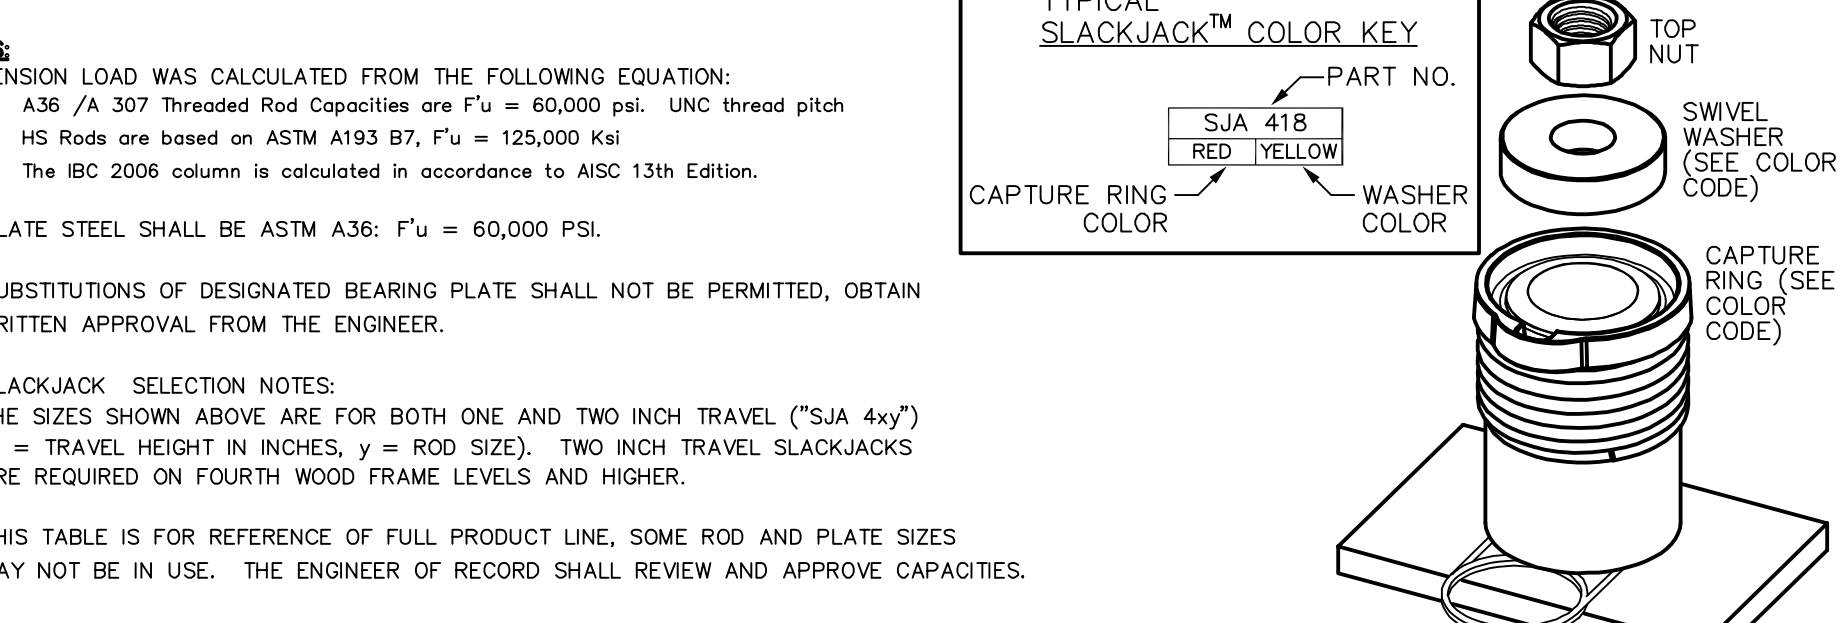 ENSION LOAD WAS CALCULATED FROM THE FOLLOWING EQUATION:
A36 /A 307 Threaded Rod Capacities are F'u = 60,000 psi. UNC thread pitch
HS Rods are based on ASTM A193 B7, F'u = 125,000 Ksi
The IBC 2006 column is calculated in accordance to AISC 13th Edition.
LATE STEEL SHALL BE ASTM A36: F'u = 60,000 PSI.
UBSTITUTIONS OF DESIGNATED BEARING PLATE SHALL NOT BE PERMITTED, OBTAIN
RITTEN APPROVAL FROM THE ENGINEER.
LACKJACK SELECTION NOTES:
HE SIZES SHOWN ABOVE ARE FOR BOTH ONE AND TWO INCH TRAVEL ("SJA 4xy")
= TRAVEL HEIGHT IN INCHES, y = ROD SIZE). TWO INCH TRAVEL SLACKJACKS
RE REQUIRED ON FOURTH WOOD FRAME LEVELS AND HIGHER.
HIS TABLE IS FOR REFERENCE OF FULL PRODUCT LINE, SOME ROD AND PLATE SIZES
AY NOT BE IN USE. THE ENGINEER OF RECORD SHALL REVIEW AND APPROVE CAPACITIES.
TYPICAL
SLACKJACK™ COLOR KEY
PART NO.
SJA 418
RED YELLOW
CAPTURE RING
COLOR
WASHER
COLOR
TOP
NUT
SWIVEL
WASHER
(SEE COLOR
CODE)
CAPTURE
RING (SEE
COLOR
CODE)